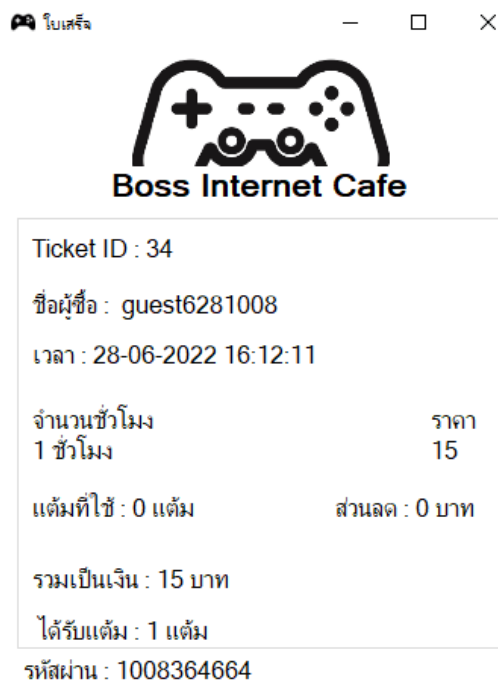 ใบเสร็จ
Boss Internet Cafe
Ticket ID : 34
ชื่อผู้ซื้อ : guest6281008
เวลา : 28-06-2022 16:12:11
จำนวนชั่วโมง ราคา
1 ชั่วโมง 15
แต้มที่ใช้ : 0 แต้ม ส่วนลด : 0 บาท
รวมเป็นเงิน : 15 บาท
ได้รับแต้ม : 1 แต้ม
รหัสผ่าน : 1008364664